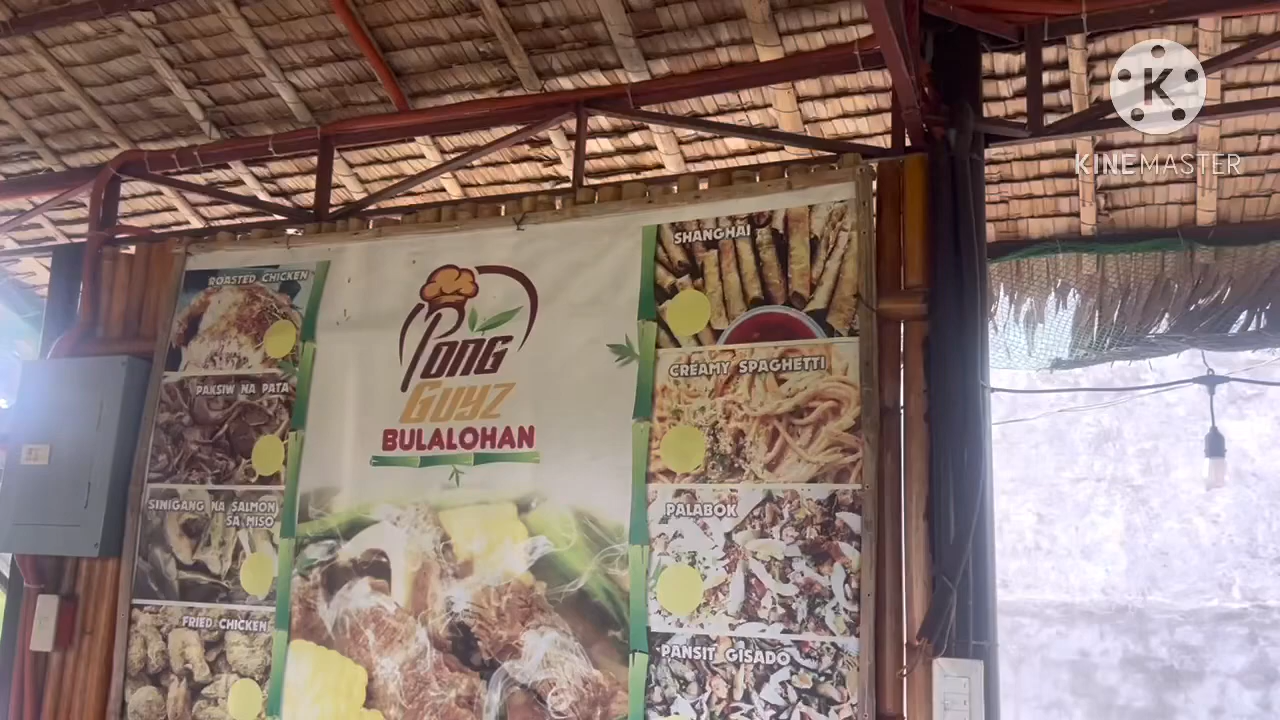 K
KINEMASTER
ROASTED CHICKEN
PAKSIW NA PATA
SINIGANG NA SALMON
SA MISO
FRIED CHICKEN
PONG
GUYZ
BULALOHAN
SHANGHAI
CREAMY SPAGHETTI
PALABOK
PANSIT GISADO